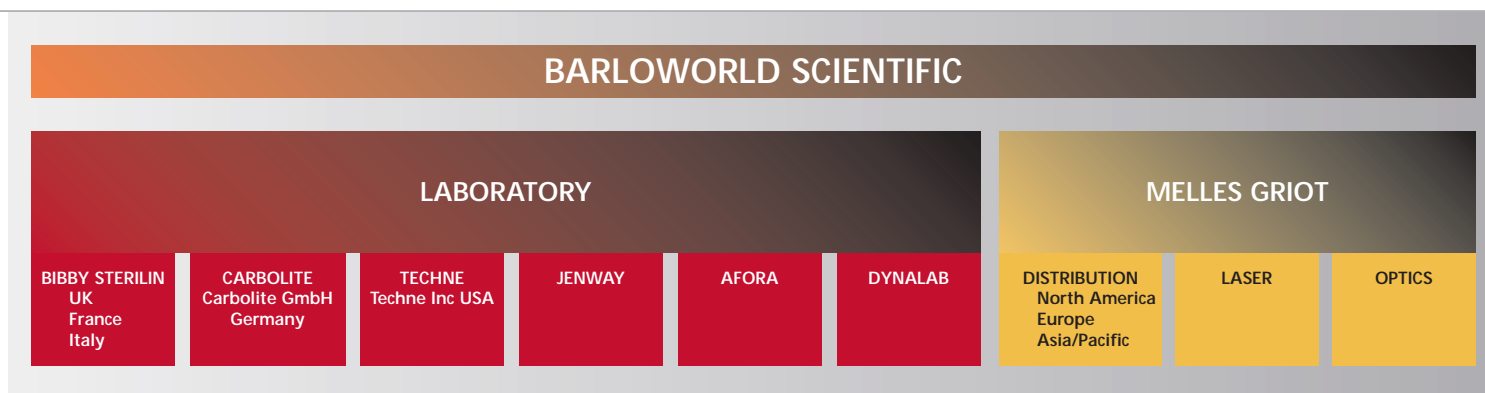 BARLOWORLD SCIENTIFIC
LABORATORY
MELLES GRIOT
BIBBY STERILIN
UK
France
Italy
CARBOLITE
Carbolite GmbH
Germany
TECHNE
Techne Inc USA
JENWAY
AFORA
DYNALAB
DISTRIBUTION
North America
Europe
Asia/Pacific
LASER
OPTICS